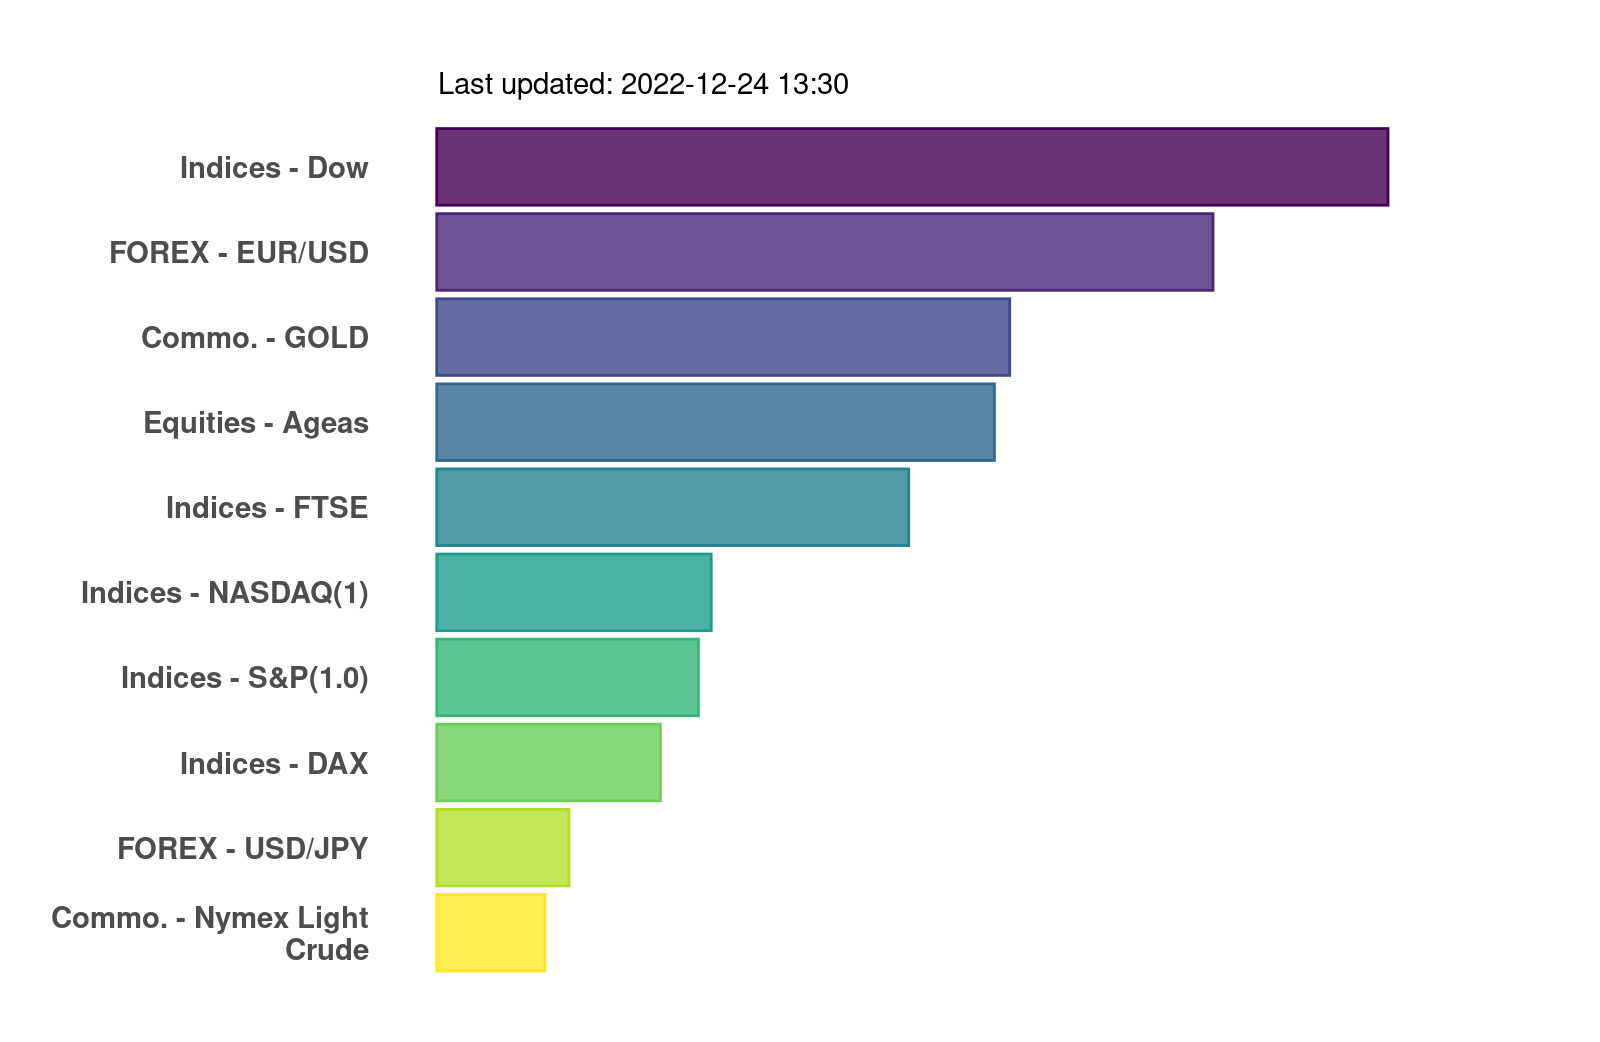 Last updated: 2022-12-24 13:30
Indices - Dow
FOREX - EUR/USD
Commo. - GOLD
Equities - Ageas
Indices - FTSE
Indices - NASDAQ(1)
Indices - S&P(1.0)
Indices - DAX
FOREX - USD/JPY
Commo. - Nymex Light
Crude